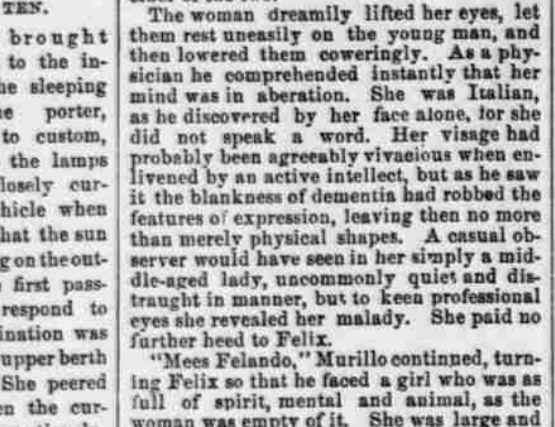 TEN.
brought
to the in-
he sleeping
porter,
to custom,
the lamps
losely cur-
hicle when
hat the sun
g on the out-
first pass-
respond to
ination was
upper berth
She peered
en the cur-
The woman dreamily lifted her eyes, let
them rest uneasily on the young man, and
then lowered them coweringly. As a phy-
sician he comprehended instantly that her
mind was in aberation. She was Italian,
as he discovered by her face alone, for she
did not speak a word. Her visage had
probably been agreeably vivacious when en-
livened by an active intellect, but as he saw
it the blankness of dementia had robbed the
features of expression, leaving then no more
than merely physical shapes. A casual ob-
server would have seen in her simply a mid-
dle-aged lady, uncommonly quiet and dis-
traught in manner, but to keen professional
eyes she revealed her malady. She paid no
further heed to Felix.
"Mees Felando," Murillo continued, turn-
ing Felix so that he faced a girl who was as
full of spirit, mental and animal, as the
woman was empty of it. She was large and